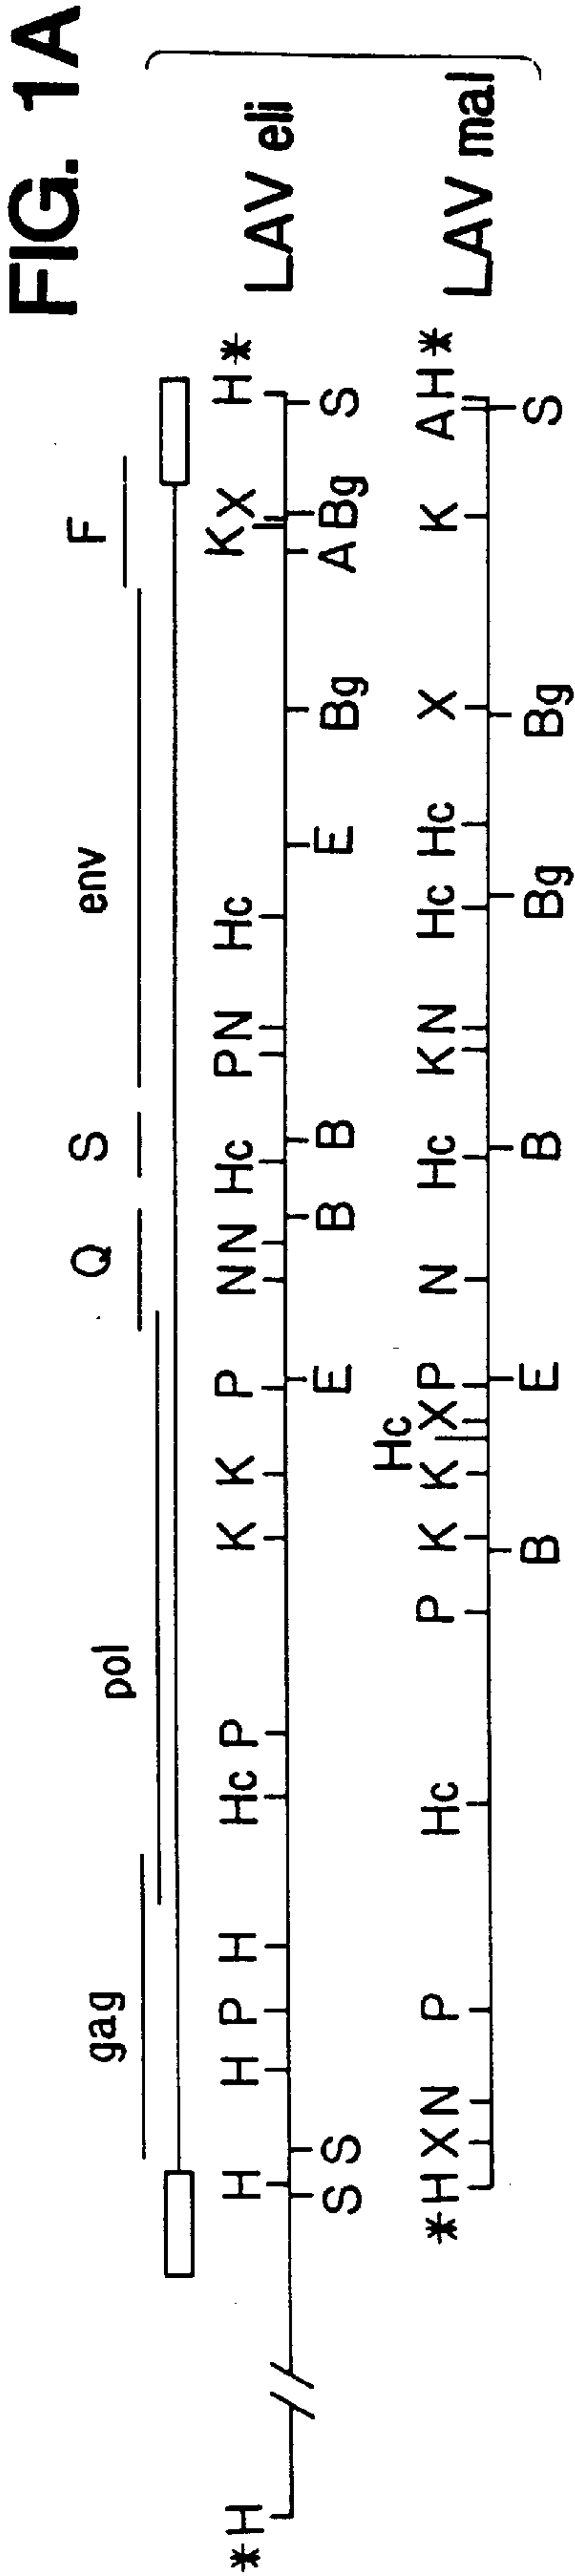 FIG. 1A
gag pol Q S env F
*H H H P H Hc P K K P N N Hc P N Hc K X H*
LAV eli
S S E B B E Bg A Bg S
*H X N P Hc P K K Hc X P N Hc K N Hc Hc X K A H*
LAV mal
B E B Bg Bg S